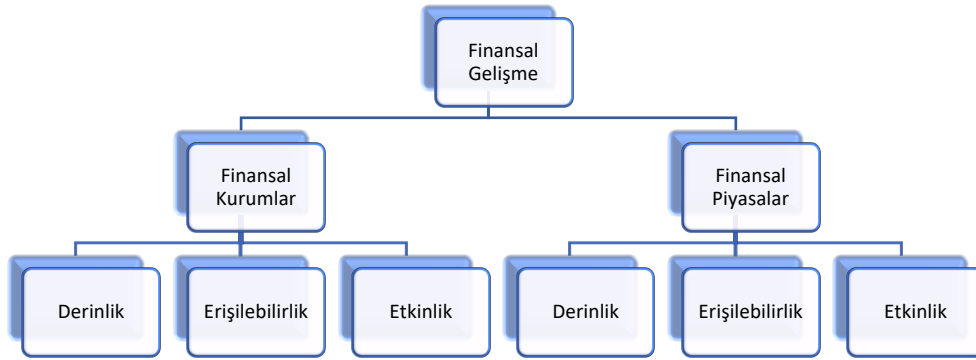 Finansal
Gelişme
Finansal
Kurumlar
Finansal
Piyasalar
Derinlik
Erişilebilirlik
Etkinlik
Derinlik
Erişilebilirlik
Etkinlik